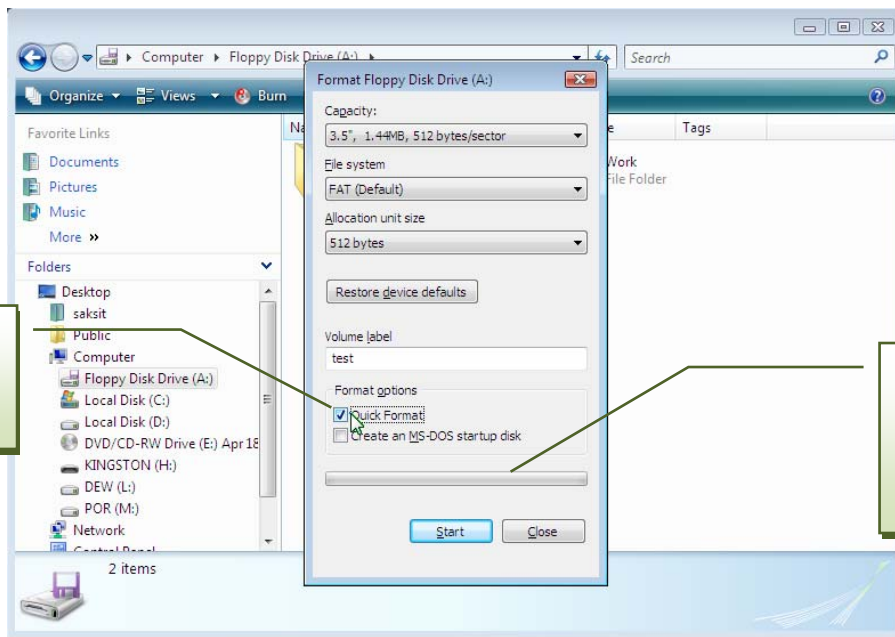 Computer ▸ Floppy Disk Drive (A:) ▸
Search
Organize
Views
Burn
Favorite Links
Documents
Pictures
Music
More »
Folders
Desktop
saksit
Public
Computer
Floppy Disk Drive (A:)
Local Disk (C:)
Local Disk (D:)
DVD/CD-RW Drive (E:) Apr 18
KINGSTON (H:)
DEW (L:)
POR (M:)
Network
Control Panel
2 items
Tags
Work
File Folder
Format Floppy Disk Drive (A:)
Capacity:
3.5", 1.44MB, 512 bytes/sector
File system
FAT (Default)
Allocation unit size
512 bytes
Restore device defaults
Volume label
test
Format options
Quick Format
Create an MS-DOS startup disk
Start
Close